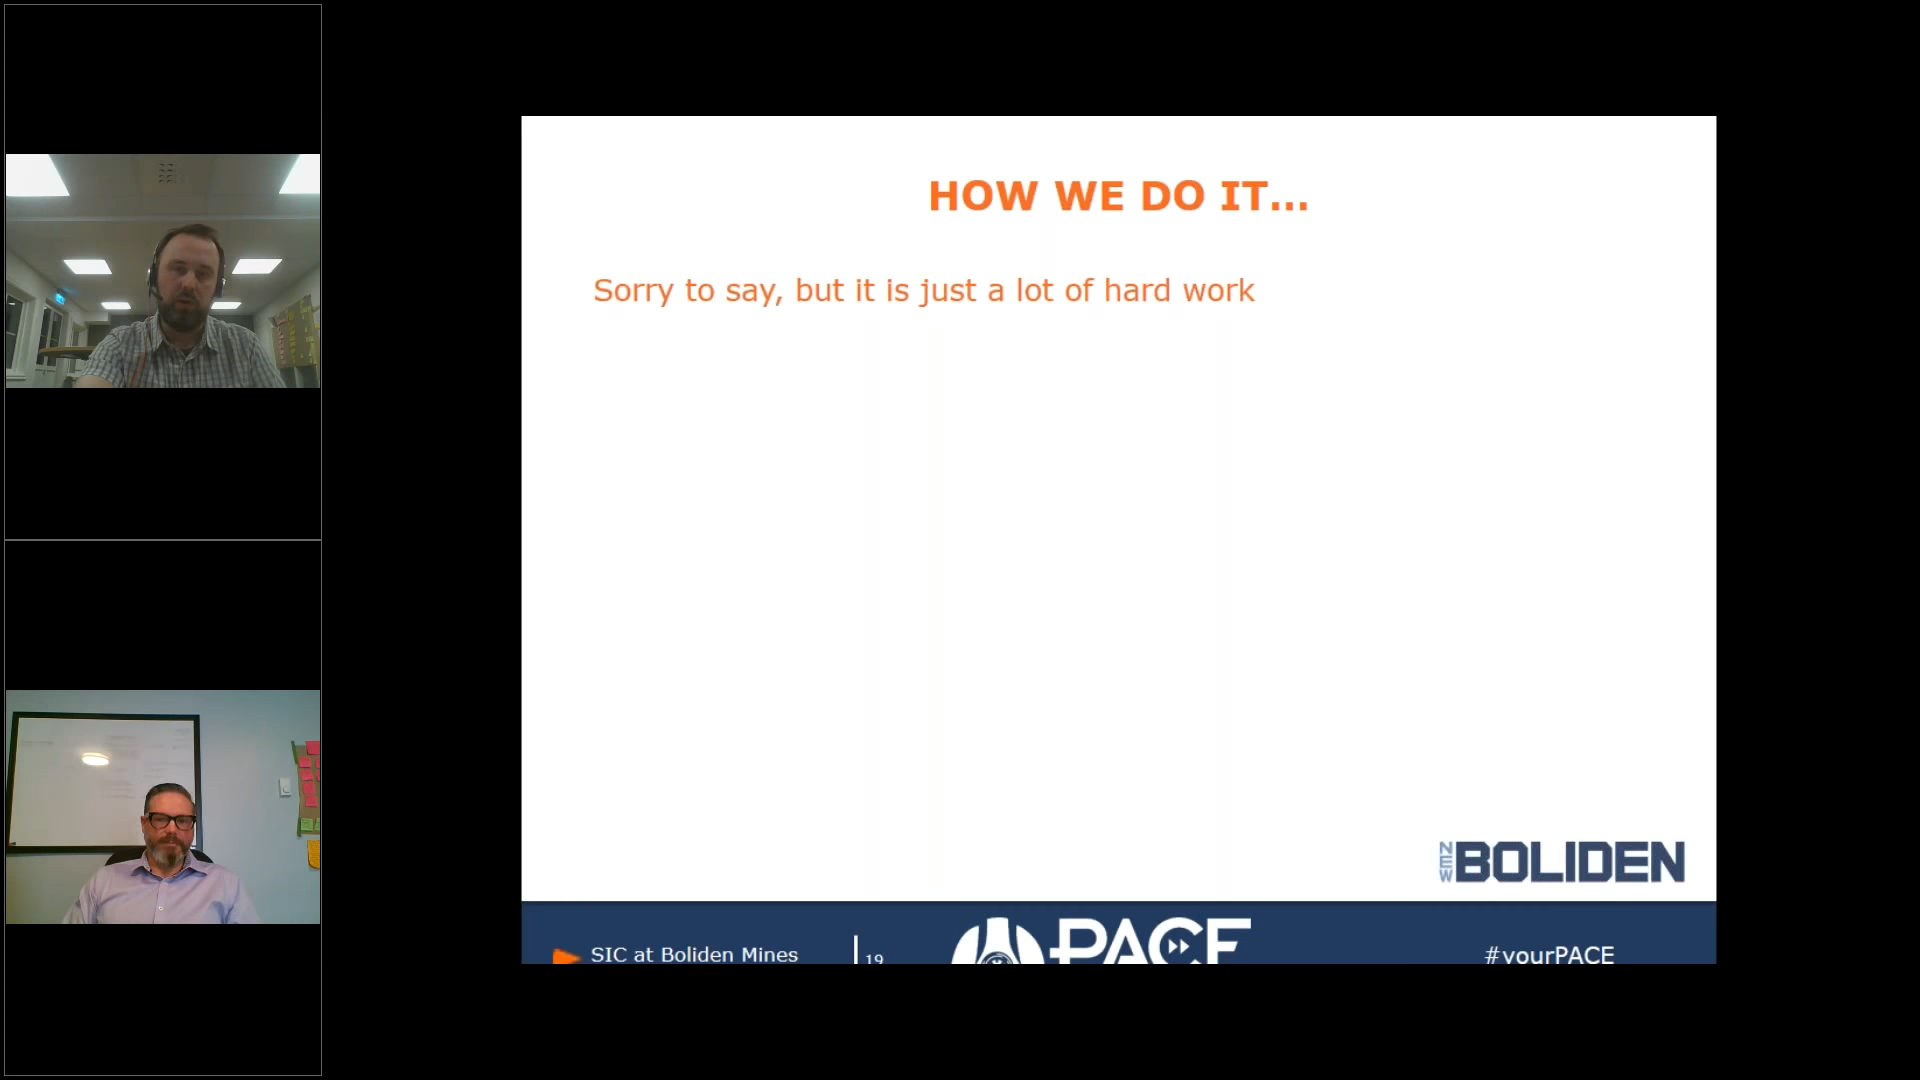 HOW WE DO IT...
Sorry to say, but it is just a lot of hard work
NEW BOLIDEN
SIC at Boliden Mines
19
PACE
#yourPACE